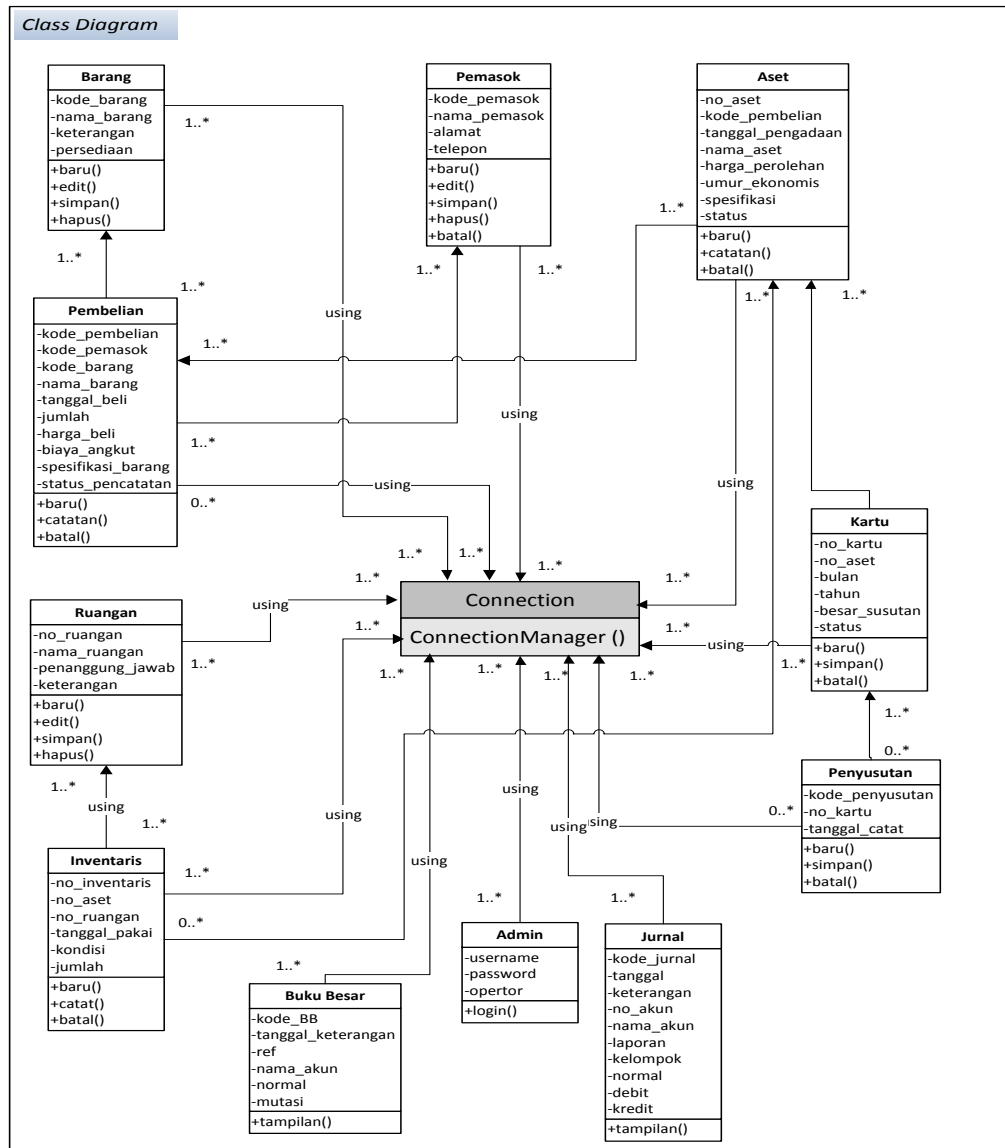 Class Diagram
Barang
-kode_barang
-nama_barang
-keterangan
-persediaan
+baru()
+edit()
+simpan()
+hapus()
1..*
1..*
Pemasok
-kode_pemasok
-nama_pemasok
-alamat
-telepon
+baru()
+edit()
+simpan()
+hapus()
+batal()
1..*
1..*
Aset
-no_aset
-kode_pembelian
-tanggal_pengadaan
-nama_aset
-harga_perolehan
-umur_ekonomis
-spesifikasi
-status
+baru()
+catatan()
+batal()
1..*
1..*
1..*
using
using
using
Pembelian
-kode_pembelian
-kode_pemasok
-kode_barang
-nama_barang
-tanggal_beli
-jumlah
-harga_beli
-biaya_angkut
-spesifikasi_barang
-status_pencatatan
+baru()
+catatan()
+batal()
1..*
1..*
1..*
0..*
using
Kartu
-no_kartu
-no_aset
-bulan
-tahun
-besar_susutan
-status
+baru()
+simpan()
+batal()
1..*
1..*
using
Connection
ConnectionManager ()
1..*
1..*
1..*
1..*
1..*
1..*
1..*
1..*
1..*
1..*
1..*
Ruangan
-no_ruangan
-nama_ruangan
-penanggung_jawab
-keterangan
+baru()
+edit()
+simpan()
+hapus()
1..*
using
1..*
using
1..*
Penyusutan
-kode_penyusutan
-no_kartu
-tanggal_catat
+baru()
+simpan()
+batal()
0..*
0..*
using
using
using
using
using
Inventaris
-no_inventaris
-no_aset
-no_ruangan
-tanggal_pakai
-kondisi
-jumlah
+baru()
+catat()
+batal()
1..*
0..*
Buku Besar
-kode_BB
-tanggal_keterangan
-ref
-nama_akun
-normal
-mutasi
+tampilan()
1..*
Admin
-username
-password
-opertor
+login()
1..*
Jurnal
-kode_jurnal
-tanggal
-keterangan
-no_akun
-nama_akun
-laporan
-kelompok
-normal
-debit
-kredit
+tampilan()
1..*